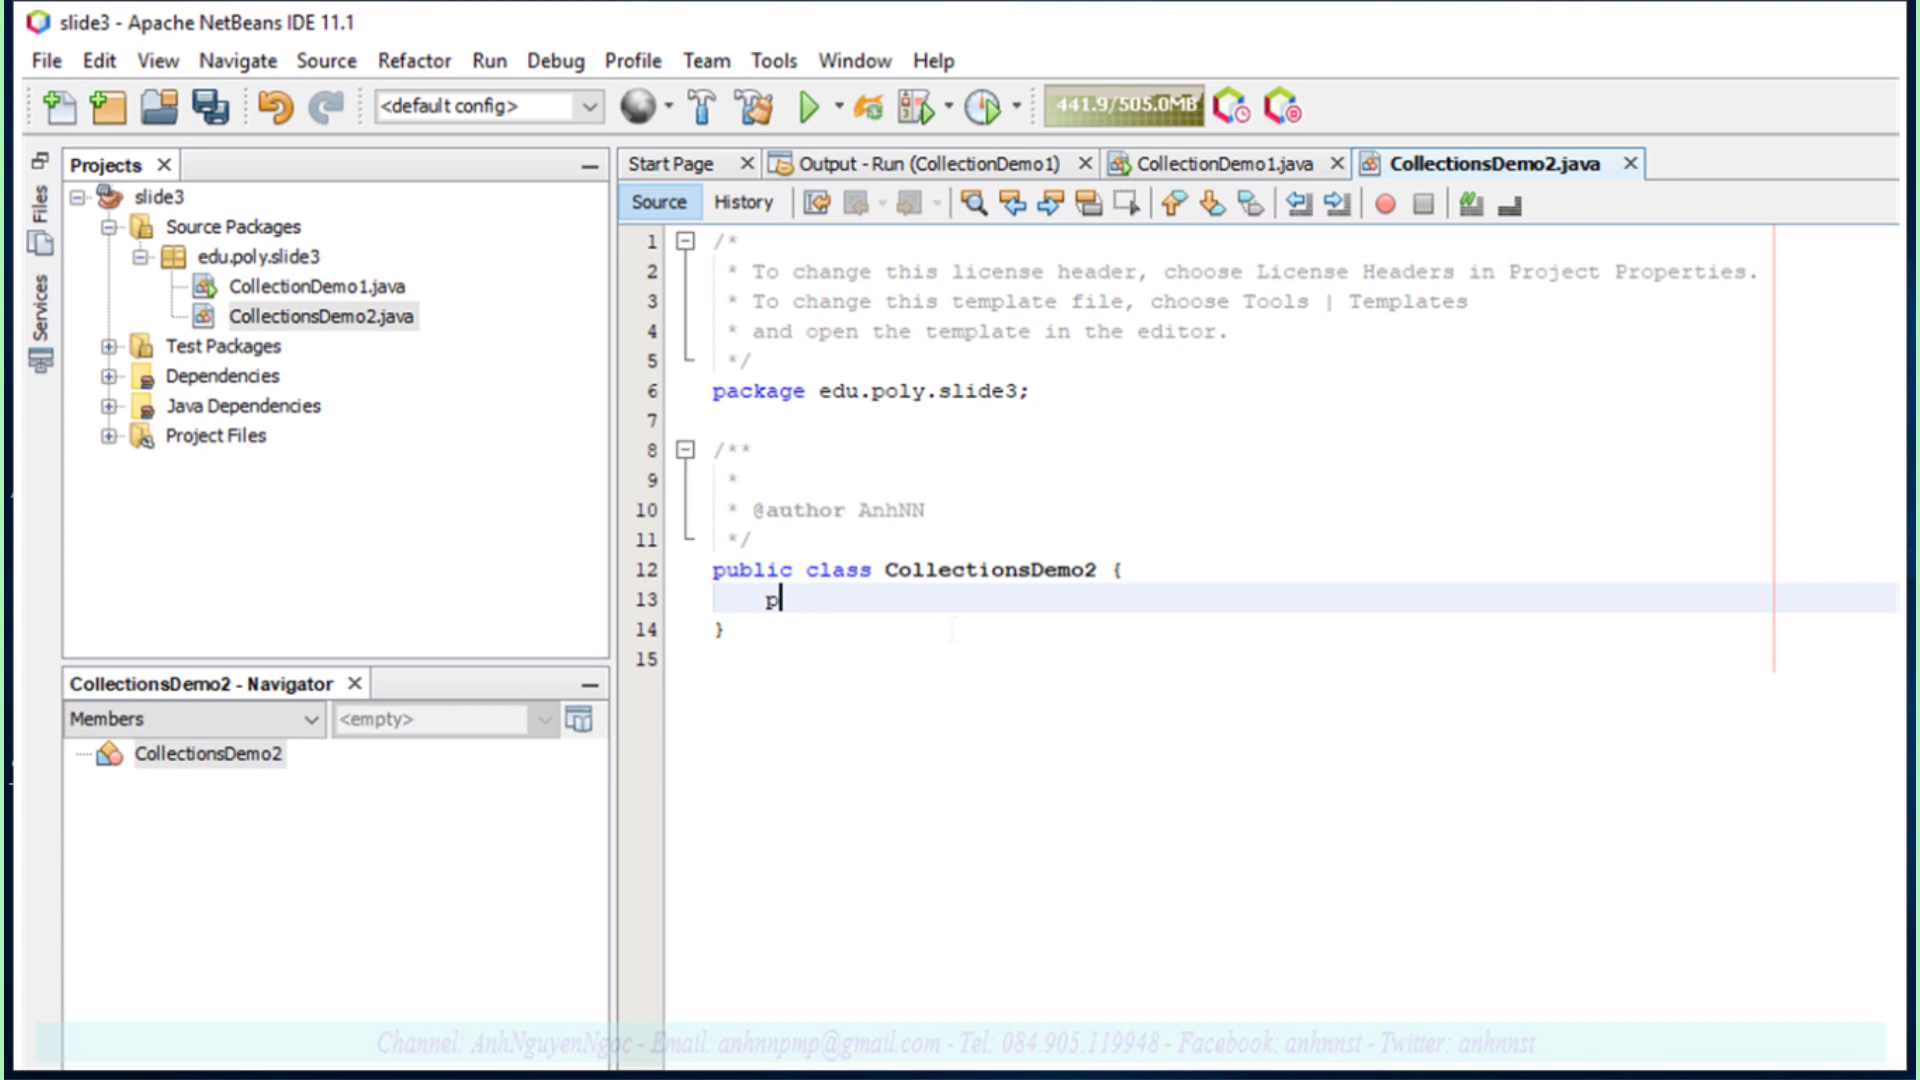 slide3 - Apache NetBeans IDE 11.1
File Edit View Navigate Source Refactor Run Debug Profile Team Tools Window Help
<default config>
441.9/505.0MB
Files
Services
Projects
slide3
Source Packages
edu.poly.slide3
CollectionDemo1.java
CollectionsDemo2.java
Test Packages
Dependencies
Java Dependencies
Project Files
CollectionsDemo2 - Navigator
Members
<empty>
CollectionsDemo2
Start Page Output - Run (CollectionDemo1) CollectionDemo1.java CollectionsDemo2.java
Source History
1 /*
2 * To change this license header, choose License Headers in Project Properties.
3 * To change this template file, choose Tools | Templates
4 * and open the template in the editor.
5 */
6 package edu.poly.slide3;
7
8 /**
9 *
10 * @author AnhNN
11 */
12 public class CollectionsDemo2 {
13 p
14 }
15
Channel: AnhNguyenNgoc - Email: anhnnpmp@gmail.com - Tel: 084.905.119948 - Facebook: anhnnst - Twitter: anhnnst